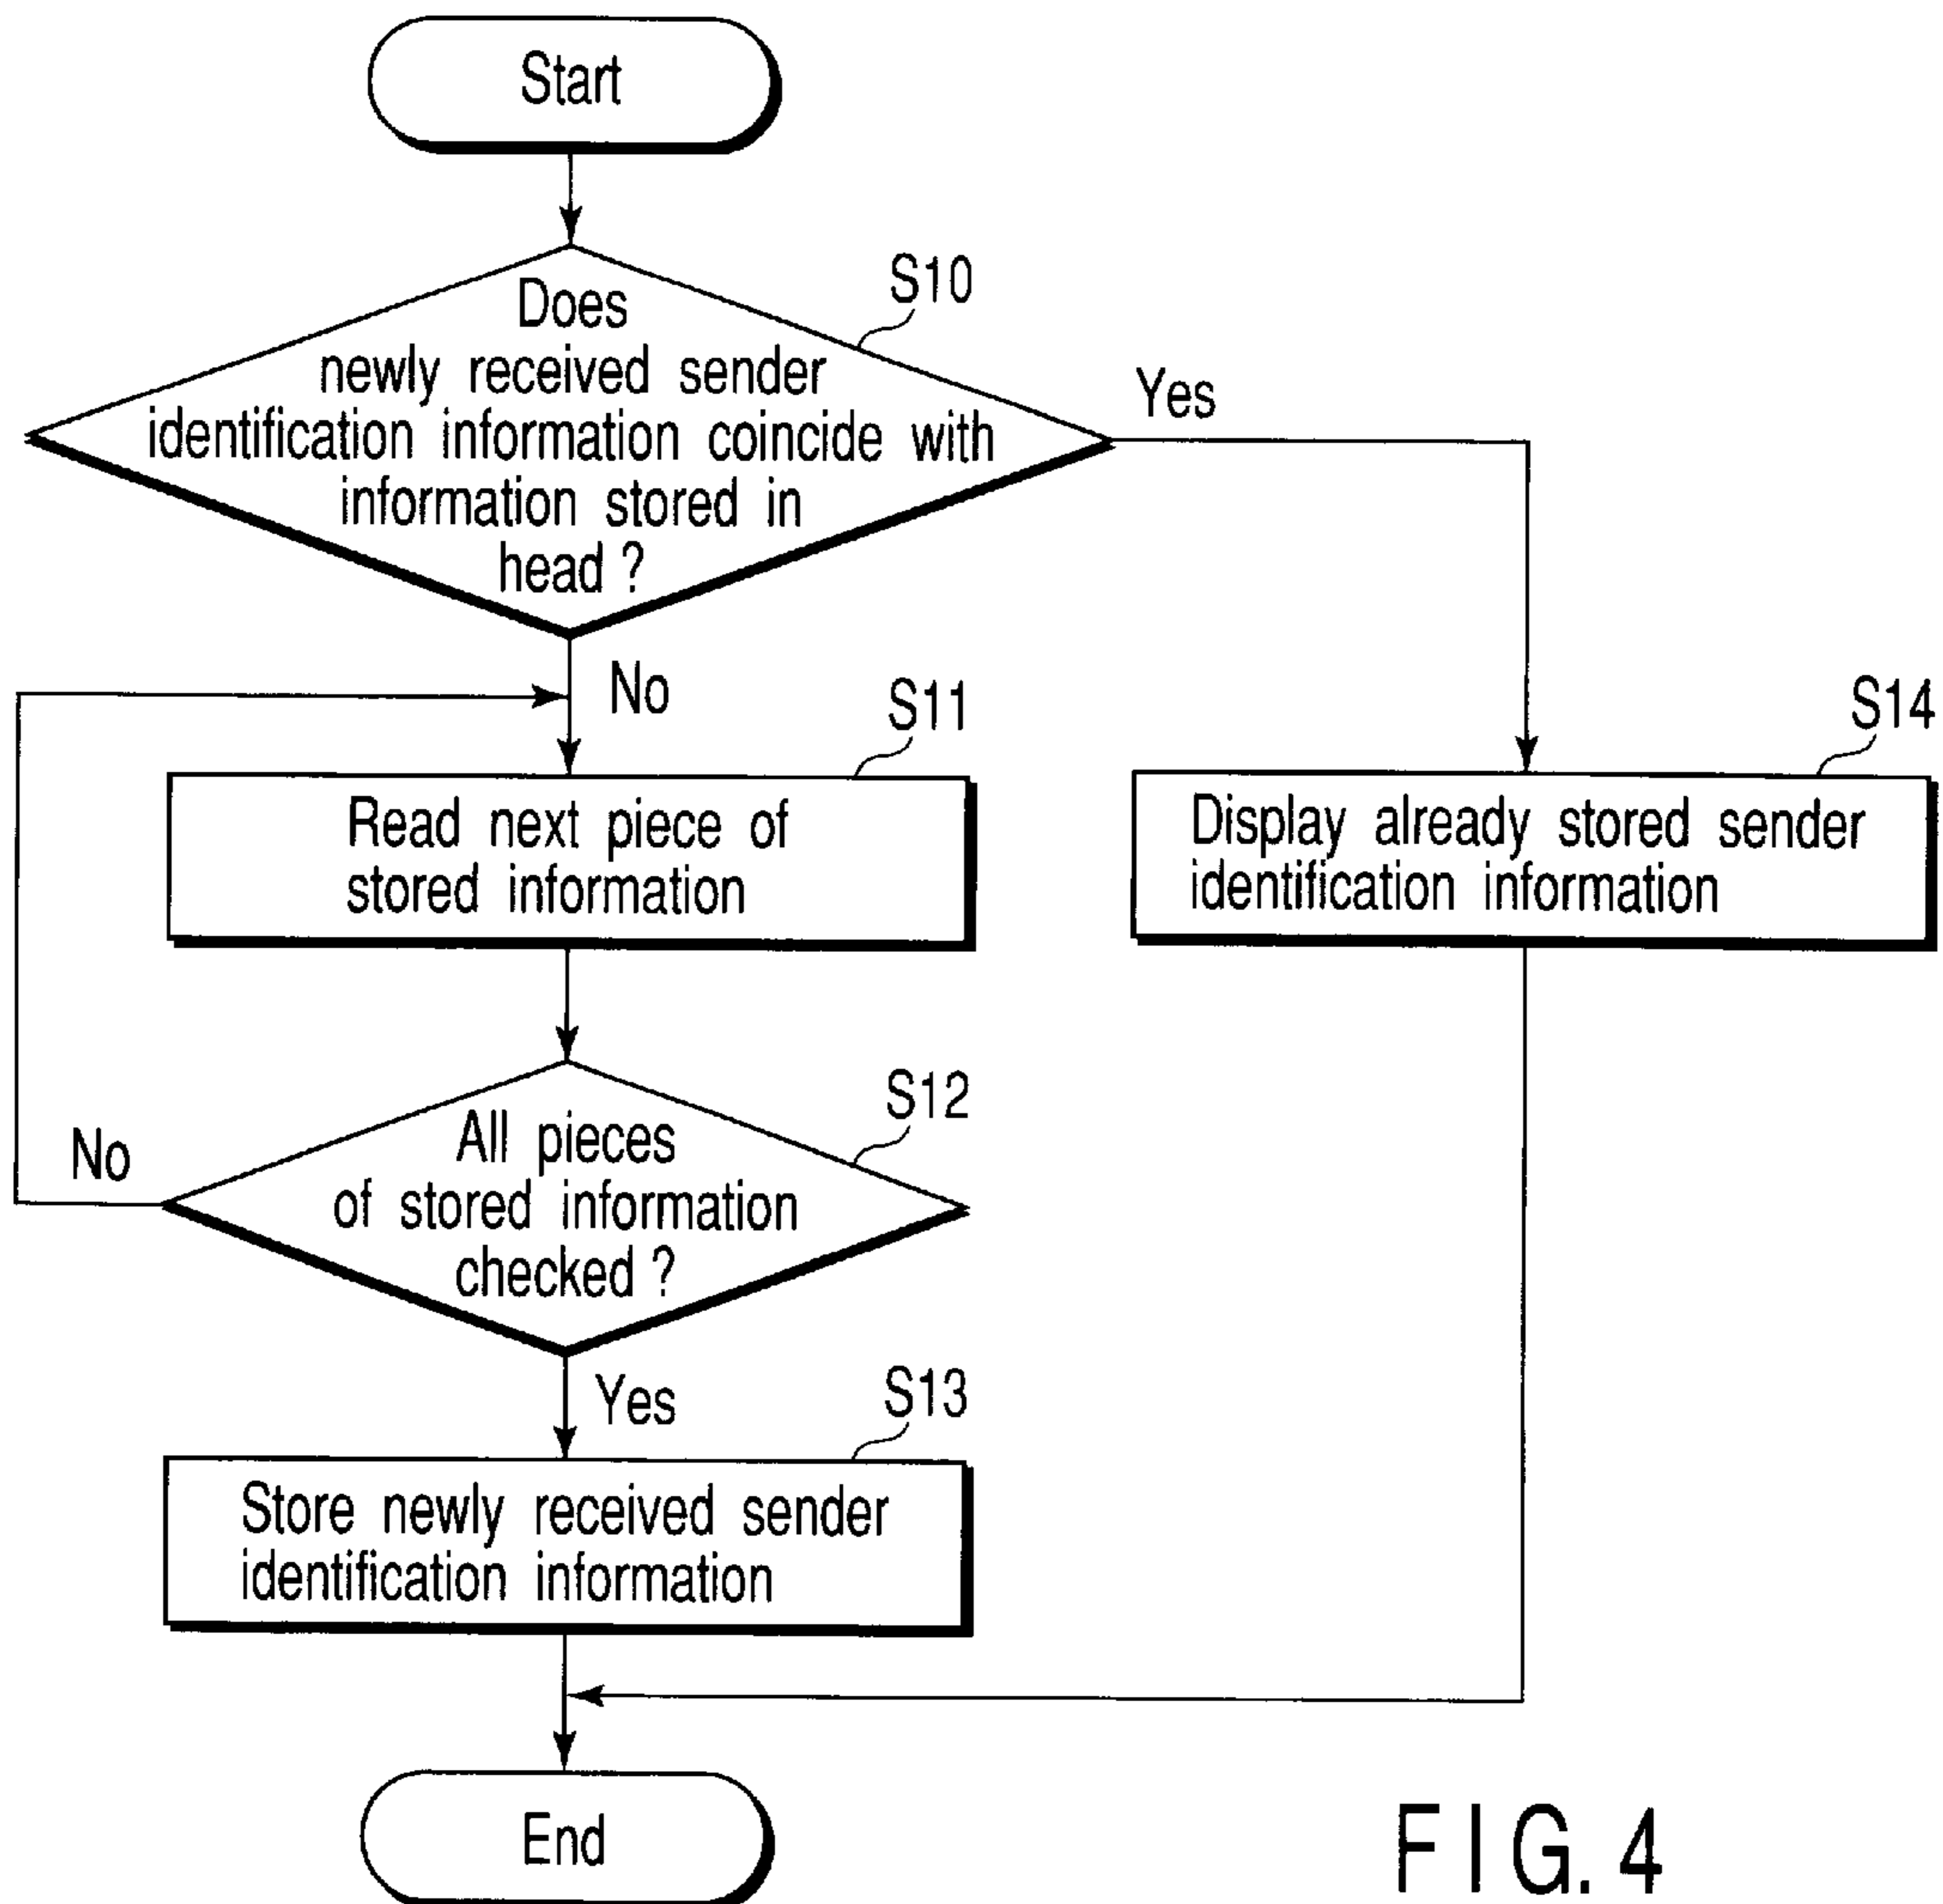 Start
S10
Does
newly received sender
identification information coincide with
information stored in
head ?
Yes
No
S11
Read next piece of
stored information
S14
Display already stored sender
identification information
S12
All pieces
of stored information
checked ?
No
Yes
S13
Store newly received sender
identification information
End
FIG. 4